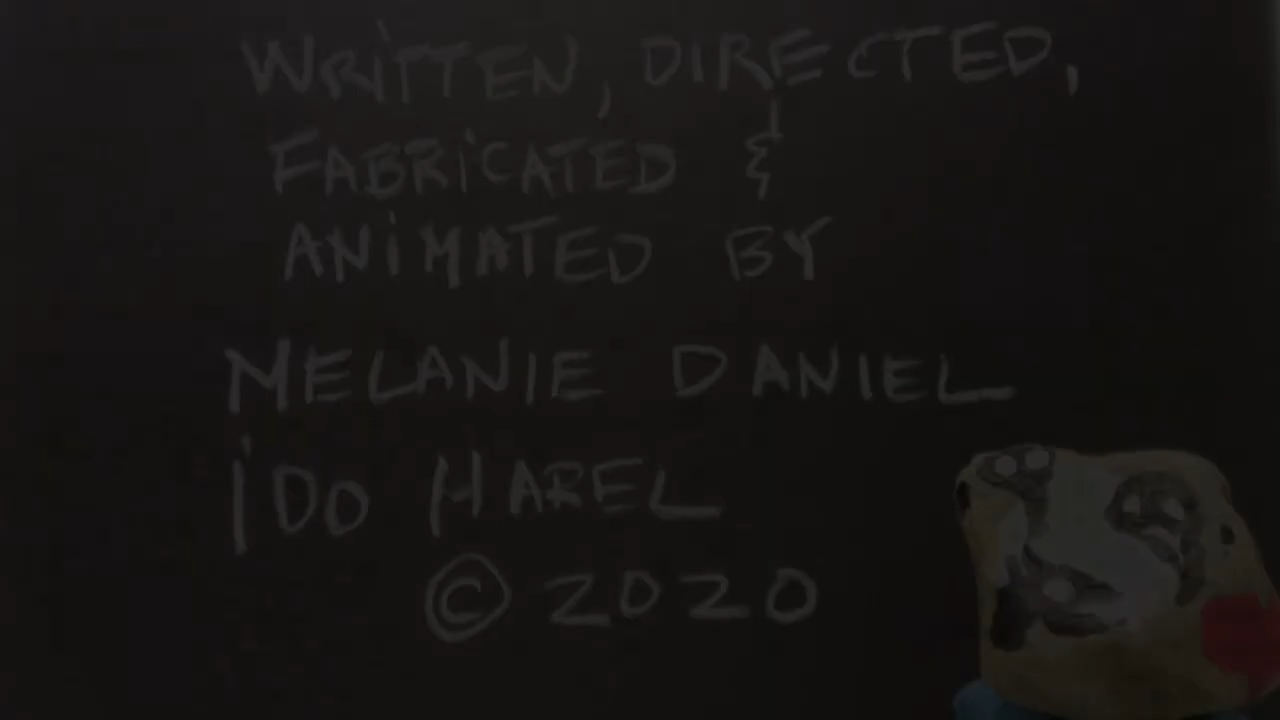 WRiTTEN, DIRECTED,
FABRiCATED &
ANiMATED BY
MELANIE DANIEL
iDO HAREL
© 2020